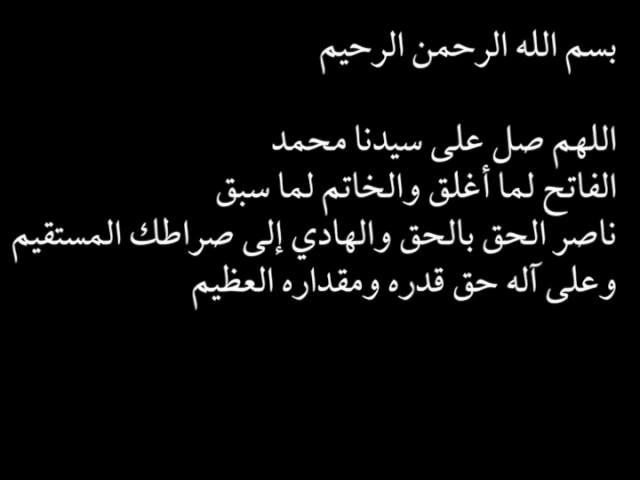 بسم الله الرحمن الرحيم
اللهم صل على سيدنا محمد
الفاتح لما أغلق والخاتم لما سبق
ناصر الحق بالحق والهادي إلى صراطك المستقيم
وعلى آله حق قدره ومقداره العظيم